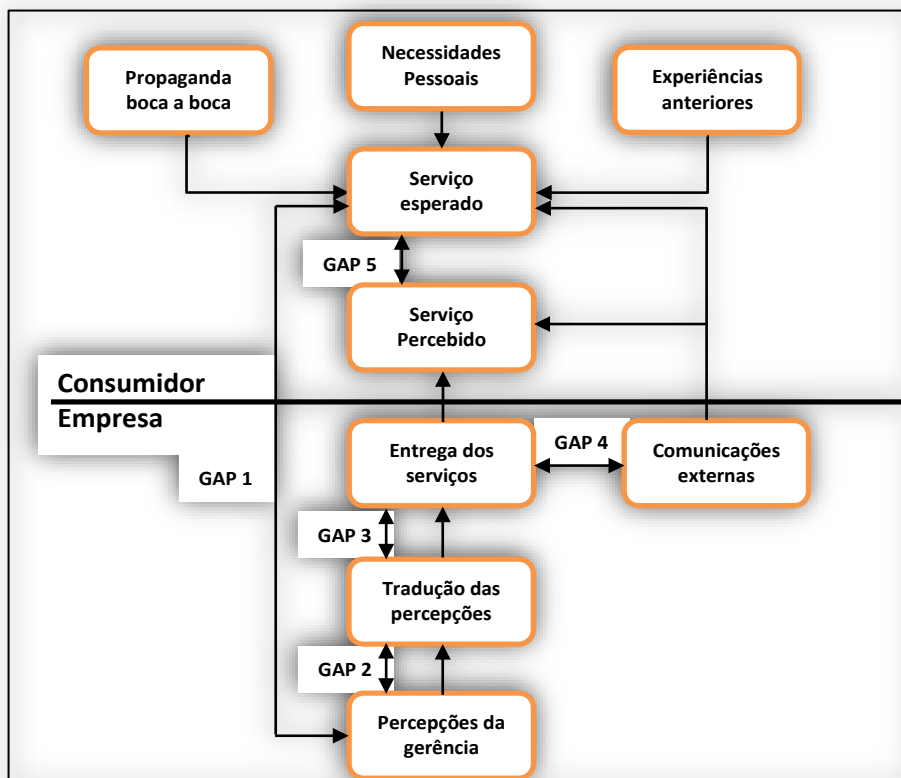 Necessidades
Pessoais
Propaganda
boca a boca
Experiências
anteriores
Serviço
esperado
GAP 5
Serviço
Percebido
Consumidor
Empresa
GAP 1
Entrega dos
serviços
GAP 4
Comunicações
externas
GAP 3
Tradução das
percepções
GAP 2
Percepções da
gerência